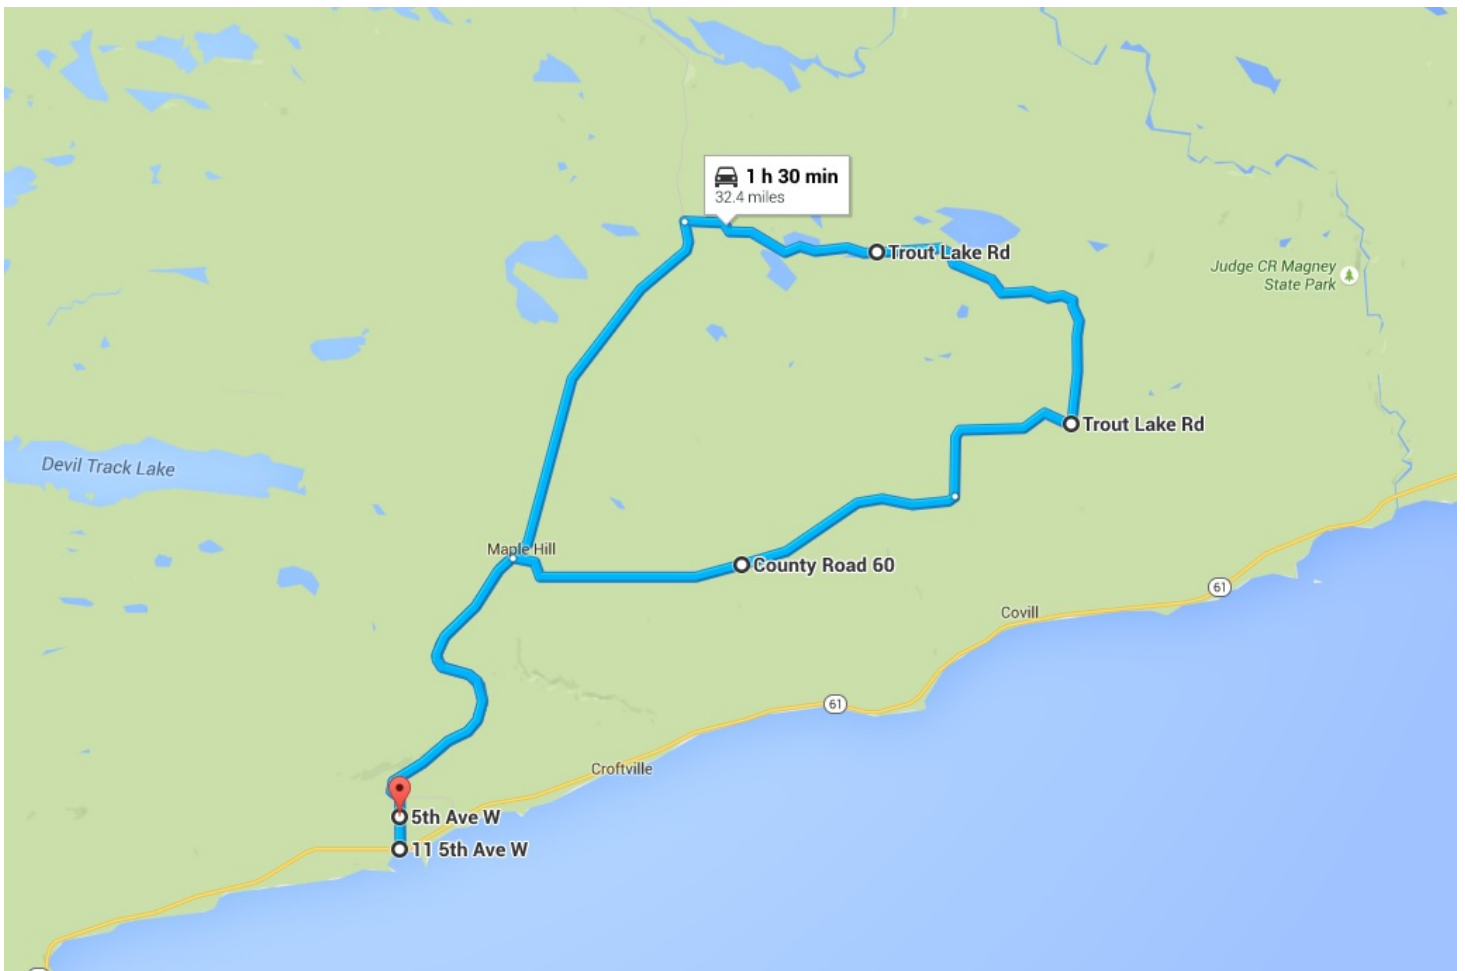 1 h 30 min
32.4 miles
Trout Lake Rd
Judge CR Magney
State Park
Trout Lake Rd
Devil Track Lake
Maple Hill
County Road 60
61
Covill
61
Croftville
5th Ave W
11 5th Ave W